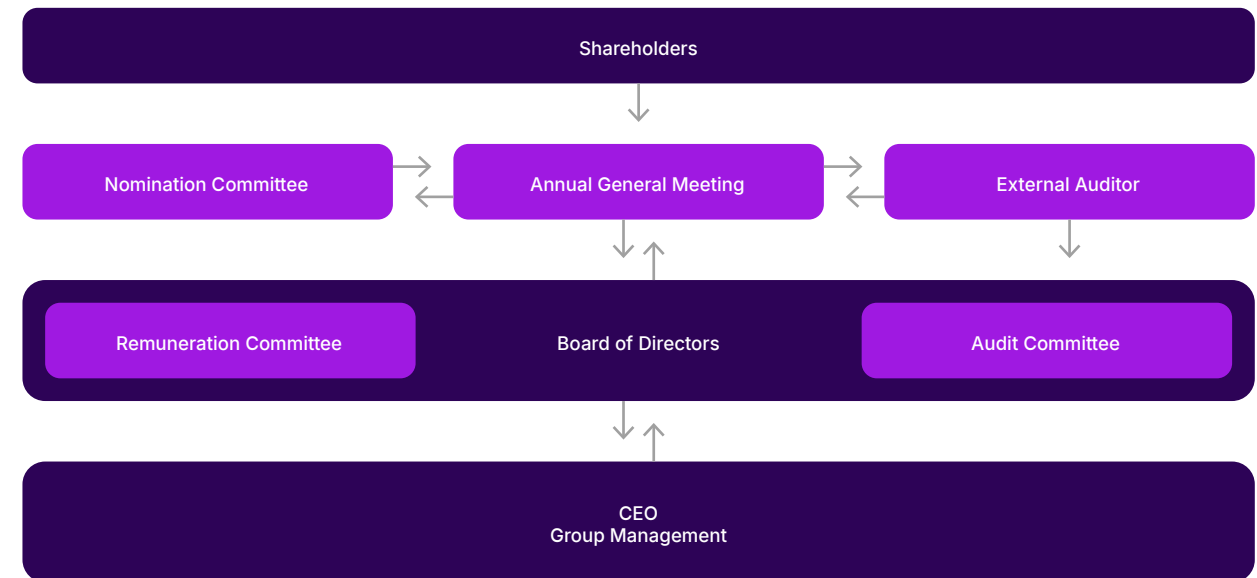 Shareholders
Nomination Committee
Annual General Meeting
External Auditor
Remuneration Committee
Board of Directors
Audit Committee
CEO
Group Management